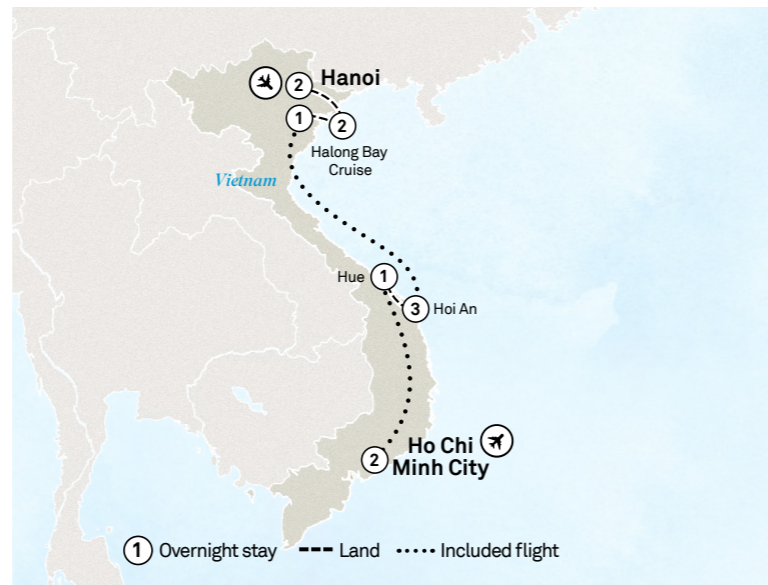 2 Hanoi
1
2
Halong Bay
Cruise
Vietnam
Hue 1
3 Hoi An
Ho Chi
2 Minh City
1 Overnight stay Land Included flight